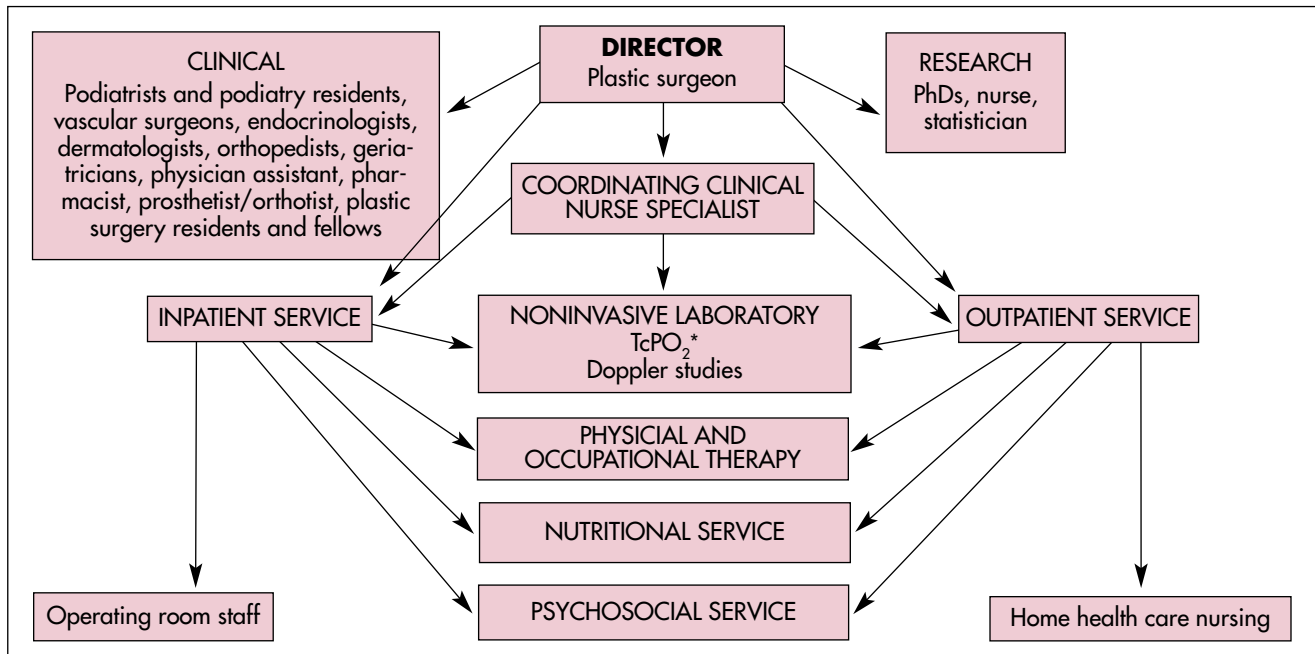 CLINICAL
Podiatrists and podiatry residents,
vascular surgeons, endocrinologists,
dermatologists, orthopedists, geria-
tricians, physician assistant, phar-
macist, prosthetist/orthotist, plastic
surgery residents and fellows
DIRECTOR
Plastic surgeon
RESEARCH
PhDs, nurse,
statistician
COORDINATING CLINICAL
NURSE SPECIALIST
INPATIENT SERVICE
NONINVASIVE LABORATORY
TcPO₂*
Doppler studies
OUTPATIENT SERVICE
PHYSICIAL AND
OCCUPATIONAL THERAPY
NUTRITIONAL SERVICE
Operating room staff
PSYCHOSOCIAL SERVICE
Home health care nursing